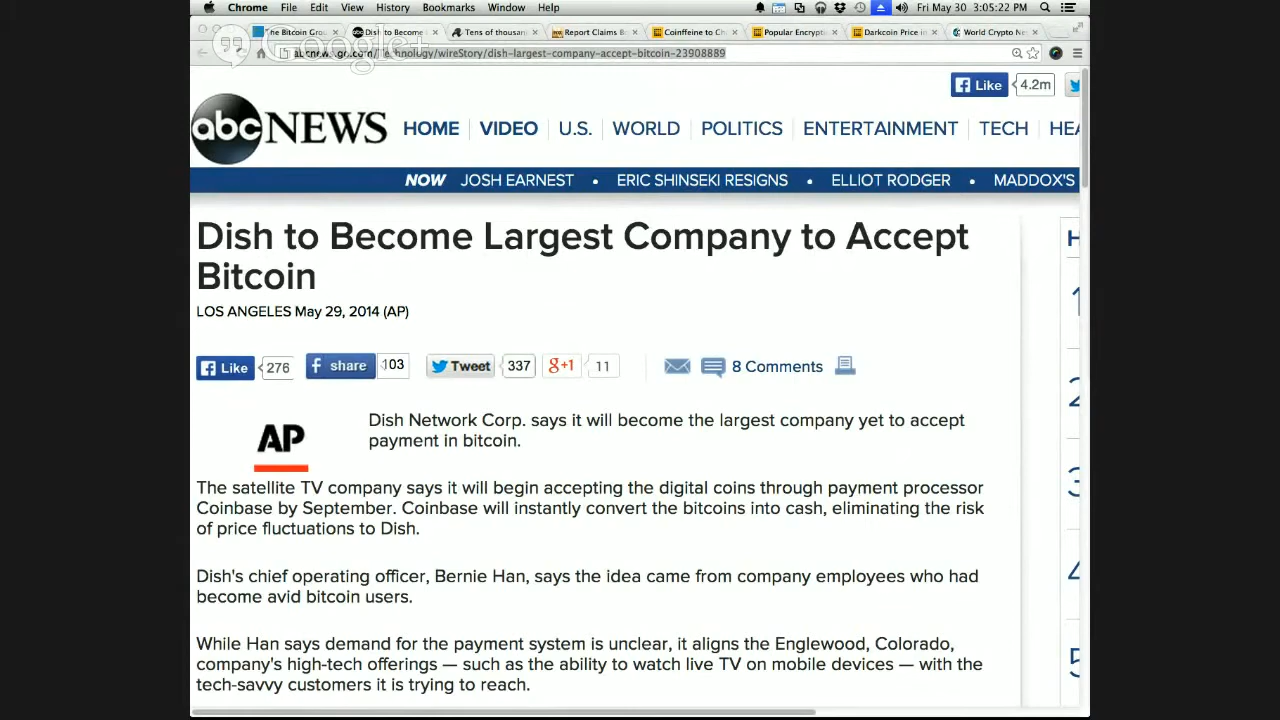 Chrome File Edit View History Bookmarks Window Help Fri May 30 3:05:22 PM
The Bitcoin Grou Dish to Become Tens of thousan Report Claims B Coinffeine to Ch Popular Encrypt Darkcoin Price in World Crypto Ne
Google+
/Technology/wireStory/dish-largest-company-accept-bitcoin-23908889
Like 4.2m
abc NEWS HOME VIDEO U.S. WORLD POLITICS ENTERTAINMENT TECH HEA
NOW JOSH EARNEST • ERIC SHINSEKI RESIGNS • ELLIOT RODGER • MADDOX'S
Dish to Become Largest Company to Accept
Bitcoin
LOS ANGELES May 29, 2014 (AP)
Like 276 share 103 Tweet 337 g+1 11 8 Comments
AP
Dish Network Corp. says it will become the largest company yet to accept
payment in bitcoin.
The satellite TV company says it will begin accepting the digital coins through payment processor
Coinbase by September. Coinbase will instantly convert the bitcoins into cash, eliminating the risk
of price fluctuations to Dish.
Dish's chief operating officer, Bernie Han, says the idea came from company employees who had
become avid bitcoin users.
While Han says demand for the payment system is unclear, it aligns the Englewood, Colorado,
company's high-tech offerings — such as the ability to watch live TV on mobile devices — with the
tech-savvy customers it is trying to reach.
H
1
2
3
4
5